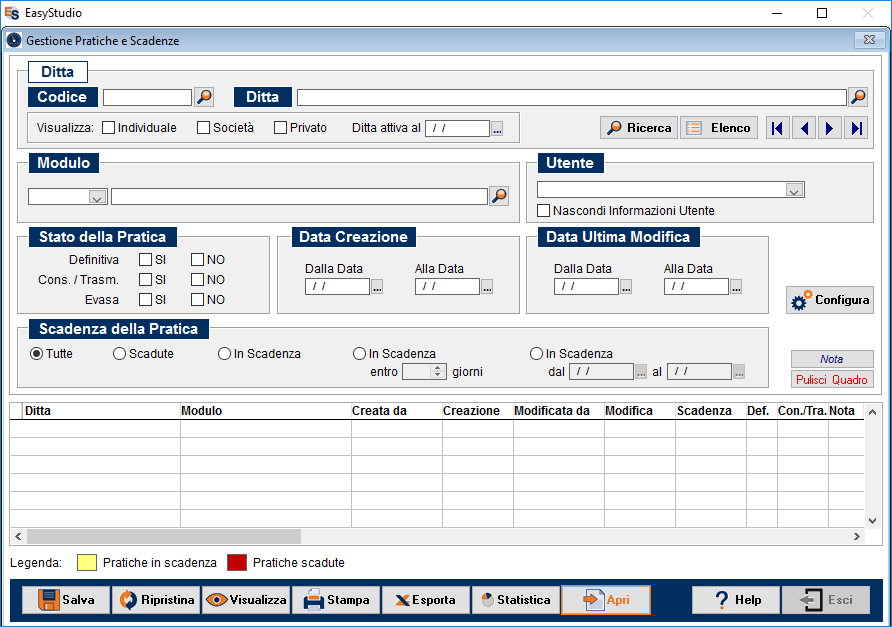 EasyStudio
Gestione Pratiche e Scadenze
Ditta
Codice
Ditta
Visualizza: Individuale Società Privato Ditta attiva al / / ...
Ricerca Elenco
Modulo
Utente
Nascondi Informazioni Utente
Stato della Pratica
Definitiva SI NO
Cons. / Trasm. SI NO
Evasa SI NO
Data Creazione
Dalla Data Alla Data
/ / ... / / ...
Data Ultima Modifica
Dalla Data Alla Data
/ / ... / / ...
Configura
Scadenza della Pratica
Tutte Scadute In Scadenza In Scadenza In Scadenza
entro giorni dal / / ... al / / ...
Nota
Pulisci Quadro
Ditta Modulo Creata da Creazione Modificata da Modifica Scadenza Def. Con./Tra. Nota
Legenda: Pratiche in scadenza Pratiche scadute
Salva Ripristina Visualizza Stampa Esporta Statistica Apri Help Esci